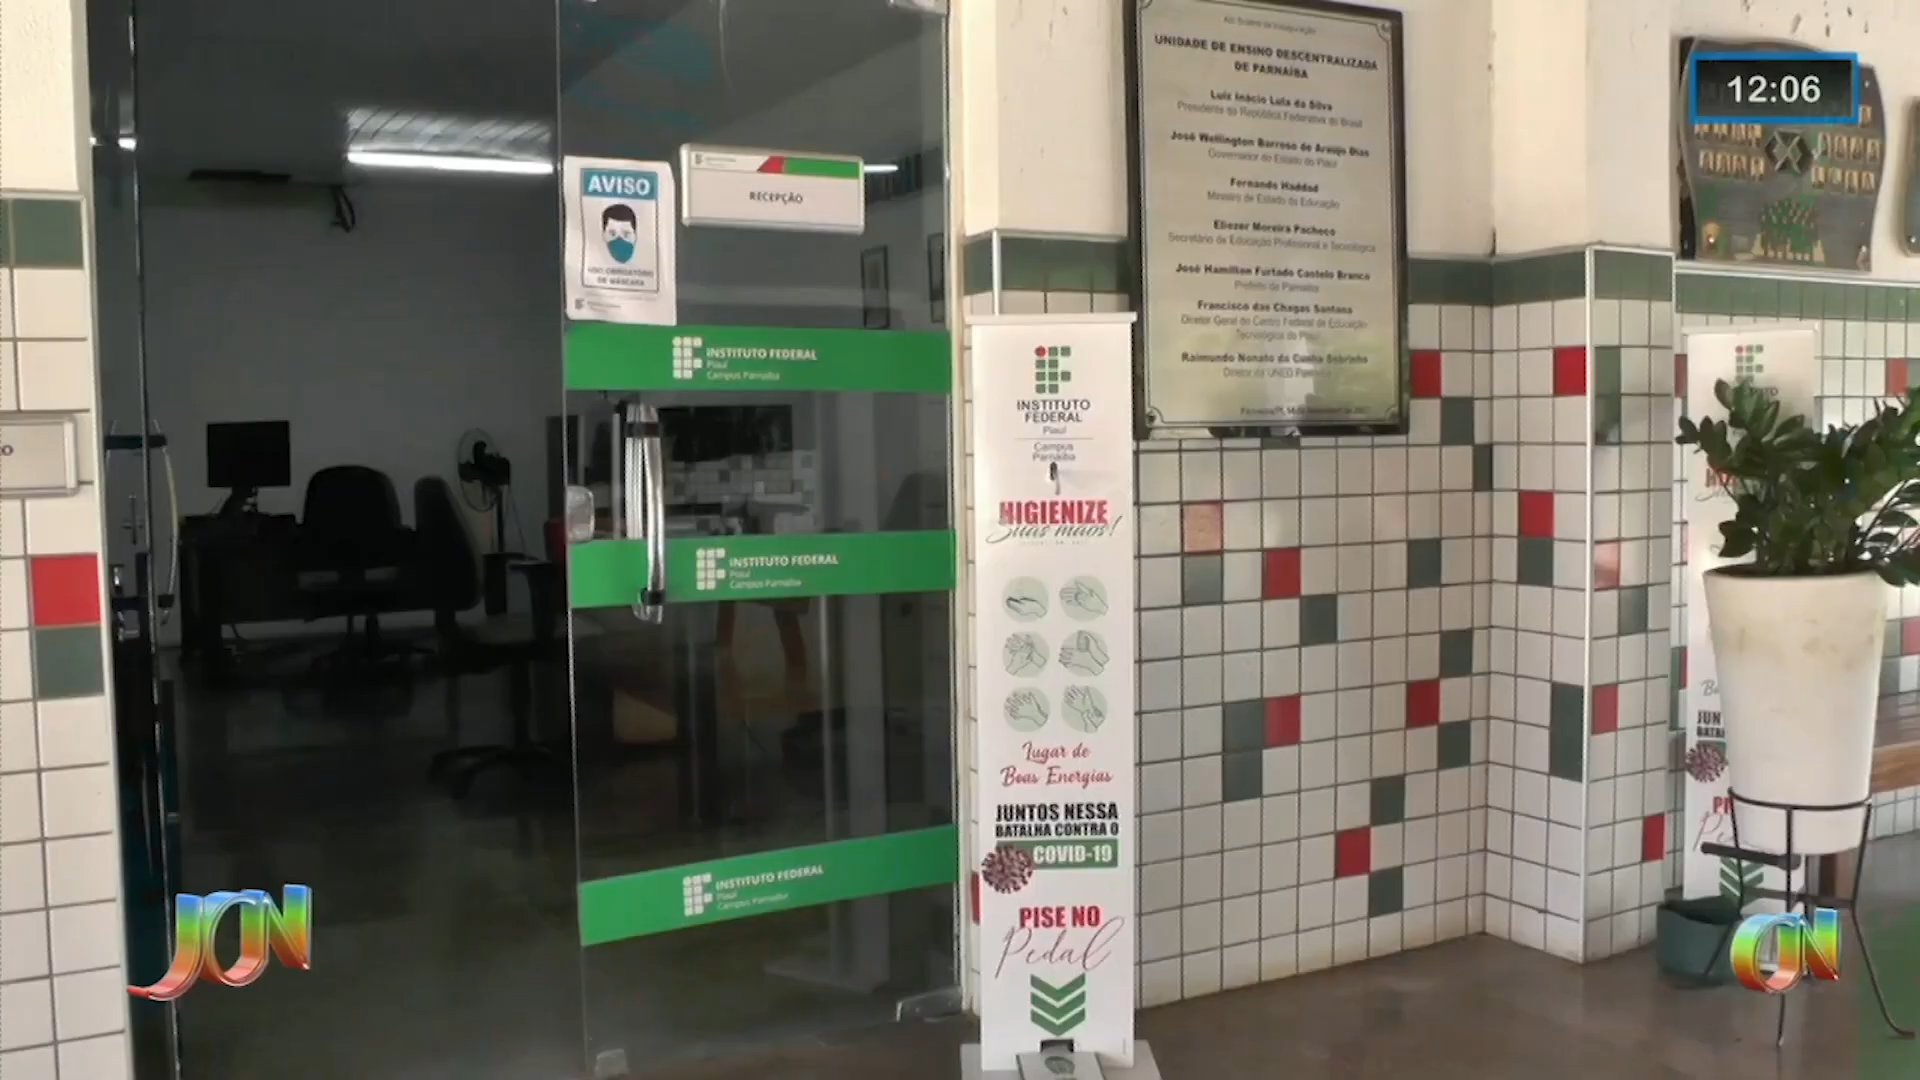 12:06
AVISO
USO OBRIGATÓRIO
DE MÁSCARA
RECEPÇÃO
INSTITUTO FEDERAL
Piauí
Campus Parnaíba
INSTITUTO FEDERAL
Piauí
Campus Parnaíba
INSTITUTO FEDERAL
Piauí
Campus Parnaíba
INSTITUTO
FEDERAL
Piauí
Campus
Parnaíba
HIGIENIZE
Suas mãos!
Lugar de
Boas Energias
JUNTOS NESSA
BATALHA CONTRA O
COVID-19
PISE NO
Pedal
UNIDADE DE ENSINO DESCENTRALIZADA
DE PARNAÍBA
Luiz Inácio Lula da Silva
Presidente da República Federativa do Brasil
José Wellington Barroso de Araújo Dias
Governador do Estado do Piauí
Fernando Haddad
Ministro de Estado da Educação
Eliezer Moreira Pacheco
Secretário de Educação Profissional e Tecnológica
José Hamilton Furtado Castelo Branco
Prefeito de Parnaíba
Francisco das Chagas Santana
Diretor Geral do Centro Federal de Educação
Tecnológica do Piauí
Raimundo Nonato da Cunha Sobrinho
Diretor da UNED
JCN
CN